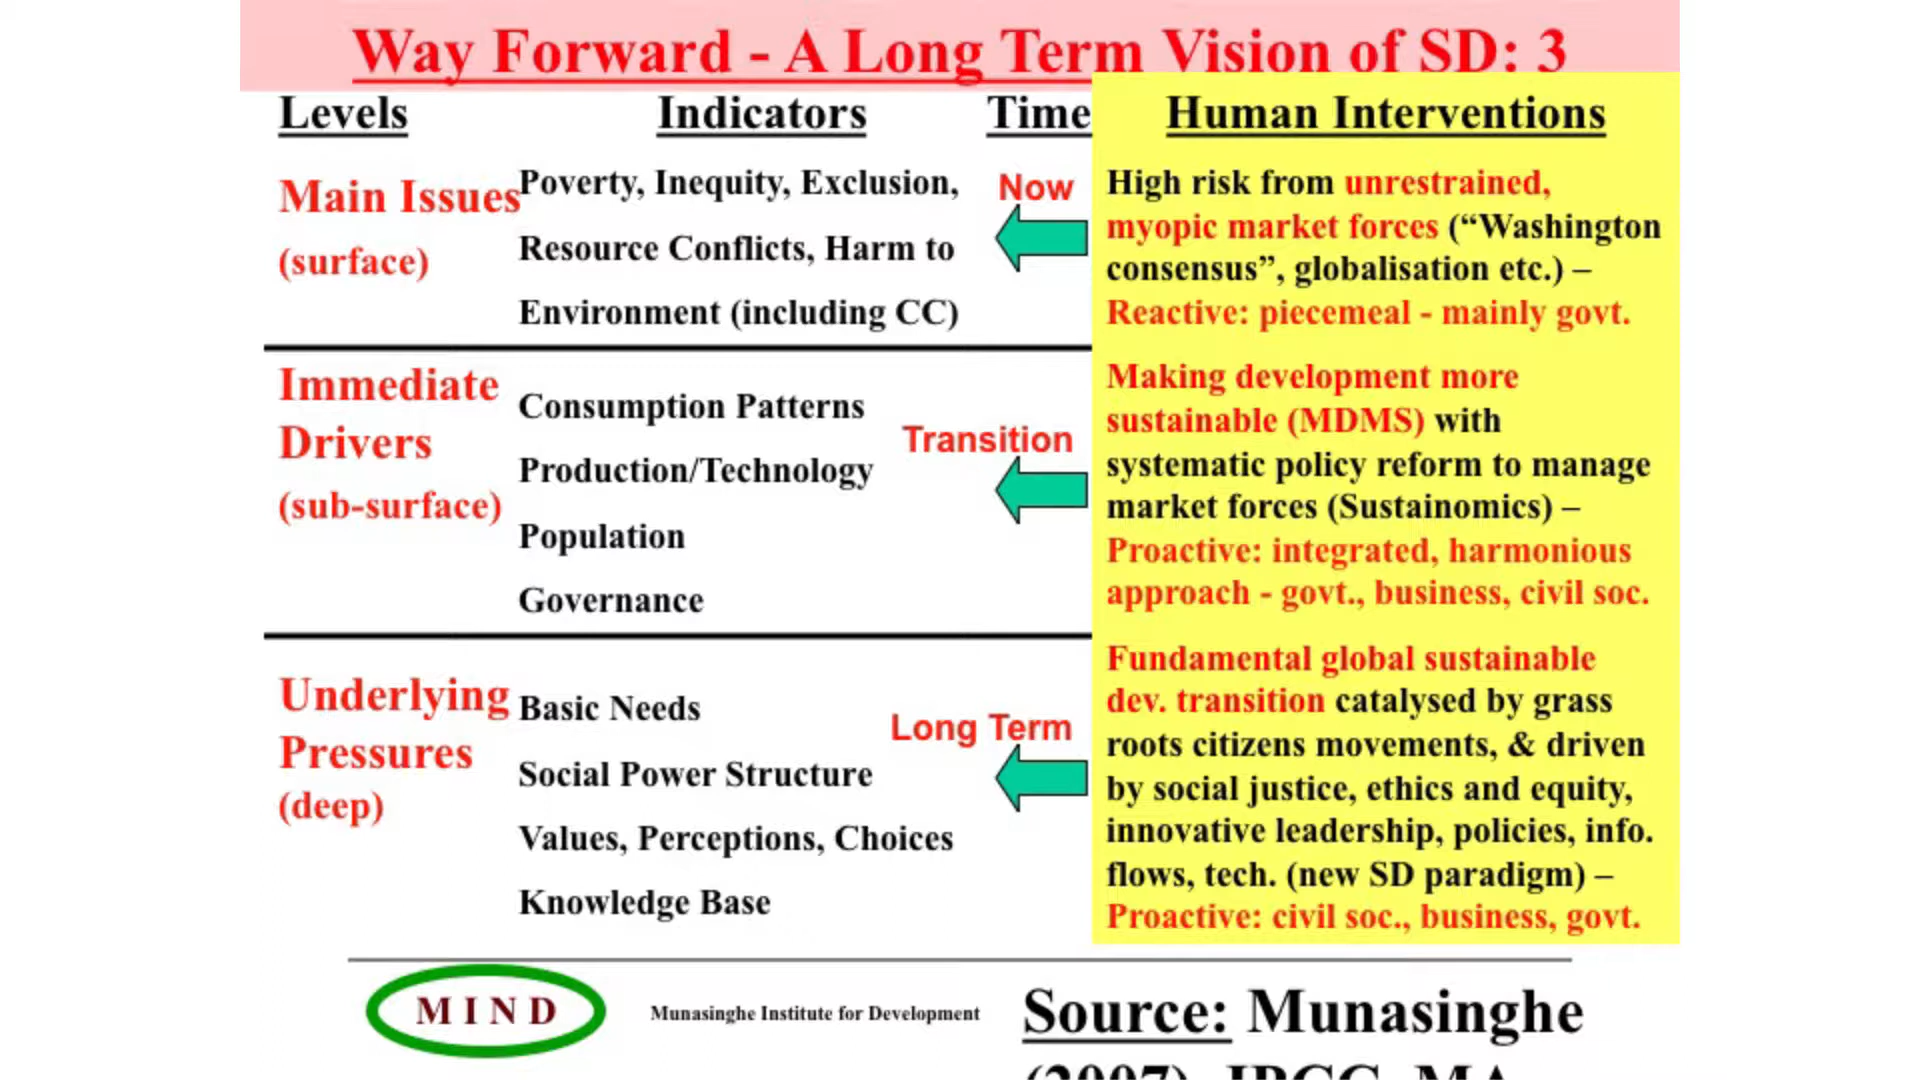 Way Forward - A Long Term Vision of SD: 3
Levels
Indicators
Time
Human Interventions
Main Issues
(surface)
Poverty, Inequity, Exclusion,
Resource Conflicts, Harm to
Environment (including CC)
Now
High risk from unrestrained,
myopic market forces (“Washington
consensus”, globalisation etc.) –
Reactive: piecemeal - mainly govt.
Immediate
Drivers
(sub-surface)
Consumption Patterns
Production/Technology
Population
Governance
Transition
Making development more
sustainable (MDMS) with
systematic policy reform to manage
market forces (Sustainomics) –
Proactive: integrated, harmonious
approach - govt., business, civil soc.
Underlying
Pressures
(deep)
Basic Needs
Social Power Structure
Values, Perceptions, Choices
Knowledge Base
Long Term
Fundamental global sustainable
dev. transition catalysed by grass
roots citizens movements, & driven
by social justice, ethics and equity,
innovative leadership, policies, info.
flows, tech. (new SD paradigm) –
Proactive: civil soc., business, govt.
MIND
Munasinghe Institute for Development
Source: Munasinghe
(2007), IPCC, MA